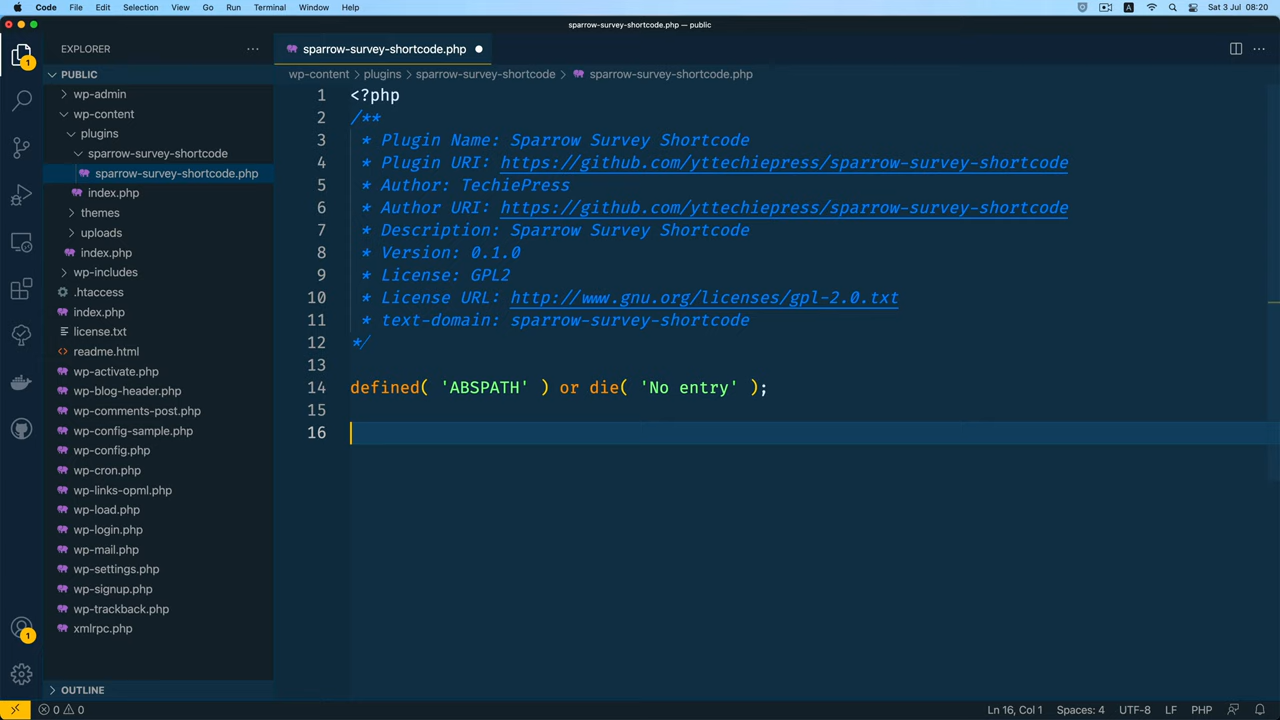 Code File Edit Selection View Go Run Terminal Window Help A Sat 3 Jul 08:20
sparrow-survey-shortcode.php — public
EXPLORER
PUBLIC
wp-admin
wp-content
plugins
sparrow-survey-shortcode
sparrow-survey-shortcode.php
index.php
themes
uploads
index.php
wp-includes
.htaccess
index.php
license.txt
readme.html
wp-activate.php
wp-blog-header.php
wp-comments-post.php
wp-config-sample.php
wp-config.php
wp-cron.php
wp-links-opml.php
wp-load.php
wp-login.php
wp-mail.php
wp-settings.php
wp-signup.php
wp-trackback.php
xmlrpc.php
OUTLINE
1
1
sparrow-survey-shortcode.php
wp-content > plugins > sparrow-survey-shortcode > sparrow-survey-shortcode.php
1 <?php
2 /**
3 * Plugin Name: Sparrow Survey Shortcode
4 * Plugin URI: https://github.com/yttechiepress/sparrow-survey-shortcode
5 * Author: TechiePress
6 * Author URI: https://github.com/yttechiepress/sparrow-survey-shortcode
7 * Description: Sparrow Survey Shortcode
8 * Version: 0.1.0
9 * License: GPL2
10 * License URL: http://www.gnu.org/licenses/gpl-2.0.txt
11 * text-domain: sparrow-survey-shortcode
12 */
13
14 defined( 'ABSPATH' ) or die( 'No entry' );
15
16
0 0 Ln 16, Col 1 Spaces: 4 UTF-8 LF PHP